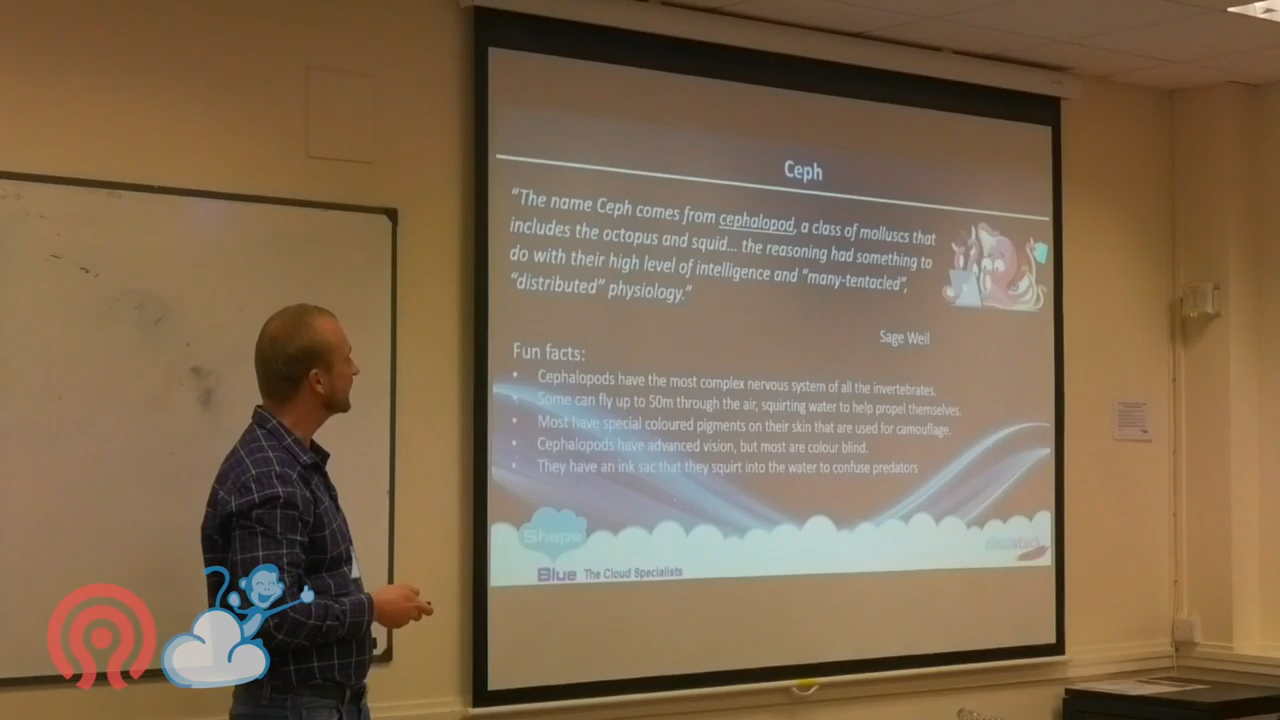 Ceph
“The name Ceph comes from cephalopod, a class of molluscs that
includes the octopus and squid... the reasoning had something to
do with their high level of intelligence and “many-tentacled”,
“distributed” physiology.”
Sage Weil
Fun facts:
• Cephalopods have the most complex nervous system of all the invertebrates.
• Some can fly up to 50m through the air, squirting water to help propel themselves.
• Most have special coloured pigments on their skin that are used for camouflage.
• Cephalopods have advanced vision, but most are colour blind.
• They have an ink sac that they squirt into the water to confuse predators
Shape
Blue The Cloud Specialists
cloudstack